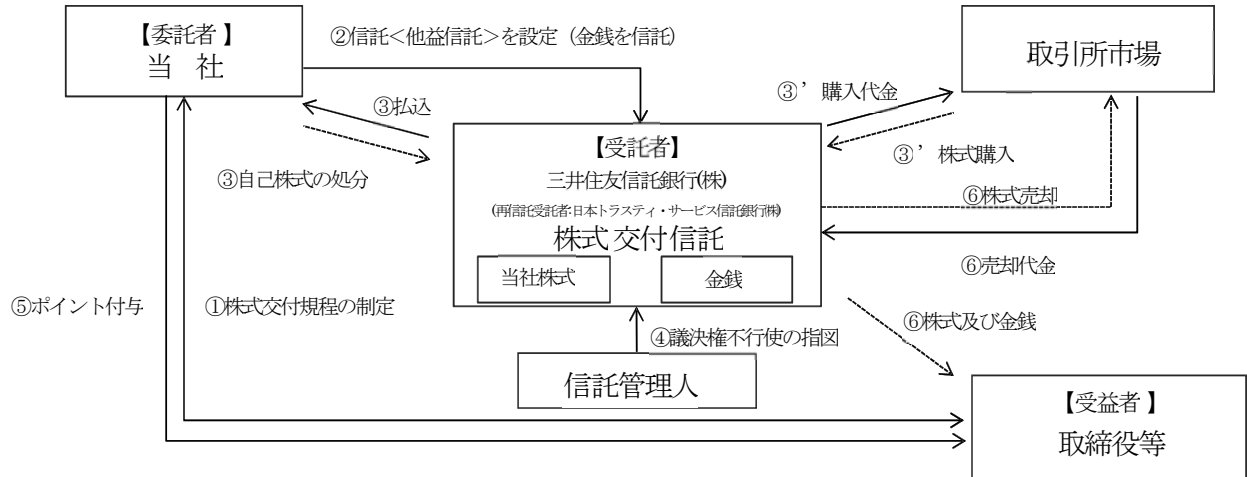 【委託者】
当 社
②信託<他益信託>を設定（金銭を信託）
取引所市場
③払込
③’ 購入代金
【受託者】
③’ 株式購入
③自己株式の処分
三井住友信託銀行(株)
⑥株式売却
(再信託受託者:日本トラスティ・サービス信託銀行(株))
株式交付信託
当社株式
金銭
⑥売却代金
⑤ポイント付与
①株式交付規程の制定
⑥株式及び金銭
④議決権不行使の指図
信託管理人
【受益者】
取締役等